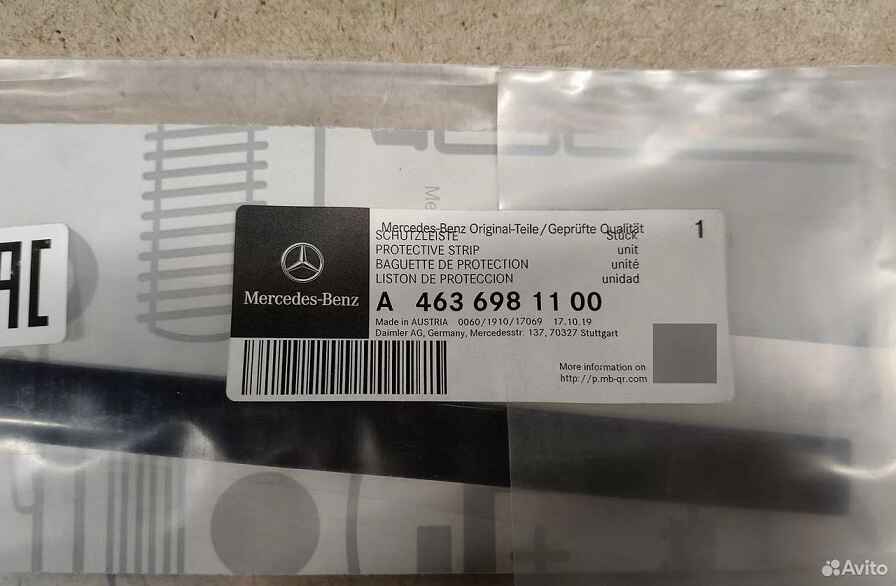 Me
EAC
Mercedes-Benz Original-Teile/Geprüfte Qualität 1
SCHUTZLEISTE Stück
PROTECTIVE STRIP unit
BAGUETTE DE PROTECTION unité
LISTON DE PROTECCION unidad
Mercedes-Benz
A 463 698 11 00
Made in AUSTRIA 0060/1910/17069 17.10.19
Daimler AG, Germany, Mercedesstr. 137, 70327 Stuttgart
More information on
http://p.mb-qr.com
Avito